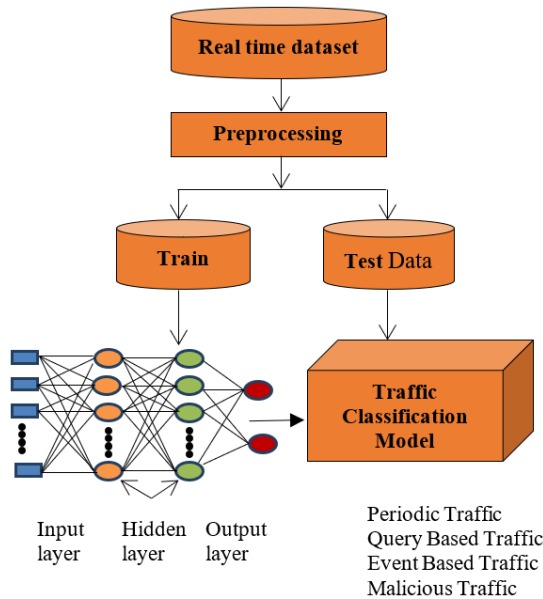 Real time dataset
Preprocessing
Train
Test Data
Traffic
Classification
Model
Input
layer
Hidden
layer
Output
layer
Periodic Traffic
Query Based Traffic
Event Based Traffic
Malicious Traffic